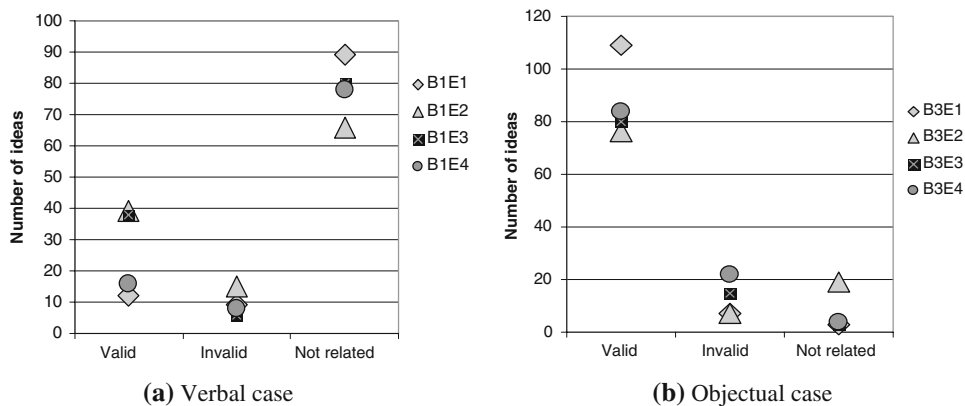 100
90
80
70
60
50
40
30
20
10
0
Number of ideas
Valid Invalid Not related
B1E1
B1E2
B1E3
B1E4
(a) Verbal case
120
100
80
60
40
20
0
Number of ideas
Valid Invalid Not related
B3E1
B3E2
B3E3
B3E4
(b) Objectual case